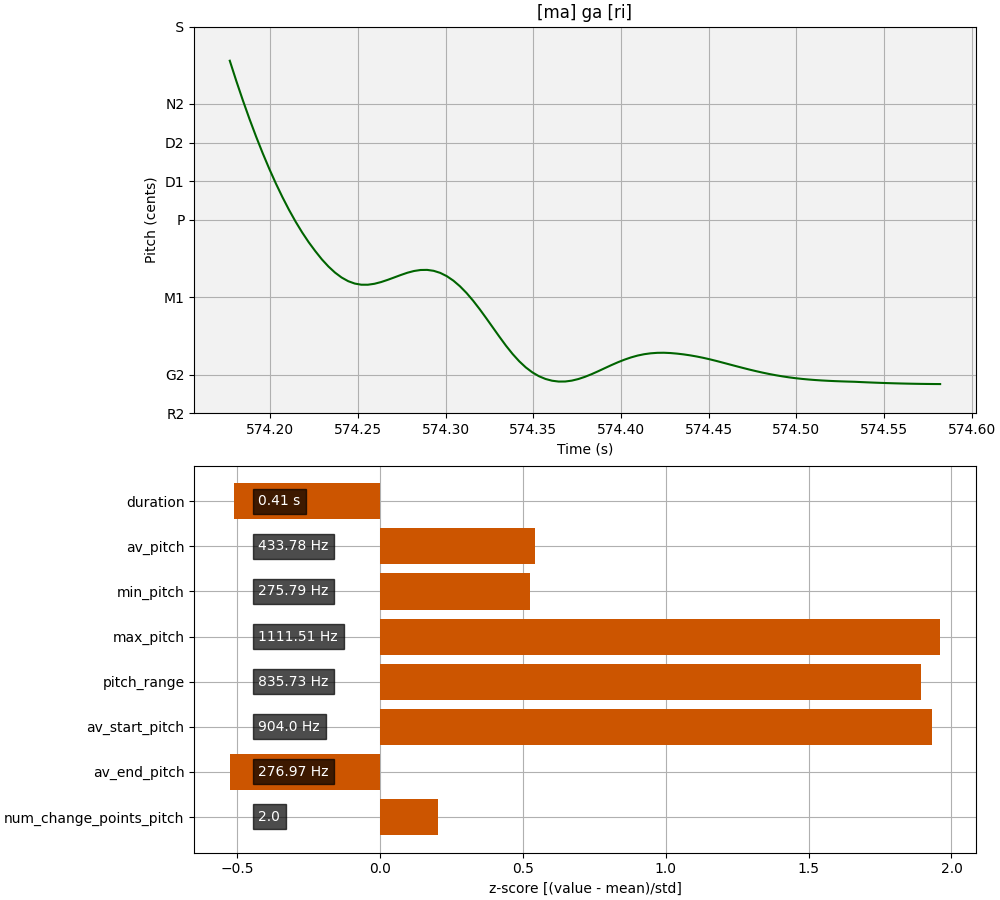 [ma] ga [ri]
S
N2
D2
D1
P
M1
G2
R2
Pitch (cents)
574.20 574.25 574.30 574.35 574.40 574.45 574.50 574.55 574.60
Time (s)
duration 0.41 s
av_pitch 433.78 Hz
min_pitch 275.79 Hz
max_pitch 1111.51 Hz
pitch_range 835.73 Hz
av_start_pitch 904.0 Hz
av_end_pitch 276.97 Hz
num_change_points_pitch 2.0
−0.5 0.0 0.5 1.0 1.5 2.0
z-score [(value - mean)/std]